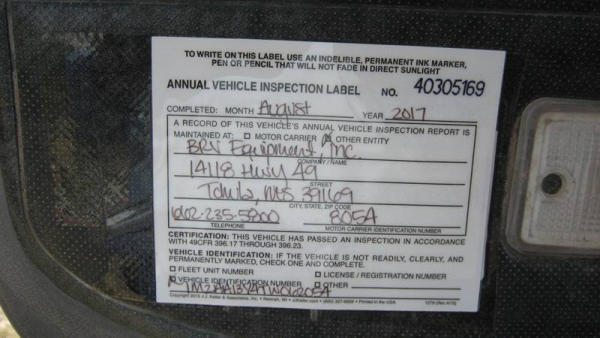 TO WRITE ON THIS LABEL USE AN INDELIBLE, PERMANENT INK MARKER,
PEN OR PENCIL THAT WILL NOT FADE IN DIRECT SUNLIGHT
ANNUAL VEHICLE INSPECTION LABEL NO. 40305169
COMPLETED: MONTH August YEAR 2017
A RECORD OF THIS VEHICLE'S ANNUAL VEHICLE INSPECTION REPORT IS
MAINTAINED AT: MOTOR CARRIER OTHER ENTITY
Equipment, Inc.
COMPANY/NAME
14118 Hwy 49
STREET
Tchula, MS 39169
CITY, STATE, ZIP CODE
662-235-5200 805A
TELEPHONE MOTOR CARRIER IDENTIFICATION NUMBER
CERTIFICATION: THIS VEHICLE HAS PASSED AN INSPECTION IN ACCORDANCE
WITH 49CFR 396.17 THROUGH 396.23.
VEHICLE IDENTIFICATION: IF THE VEHICLE IS NOT READILY, CLEARLY, AND
PERMANENTLY MARKED, CHECK ONE AND COMPLETE.
FLEET UNIT NUMBER LICENSE / REGISTRATION NUMBER
VEHICLE IDENTIFICATION NUMBER OTHER